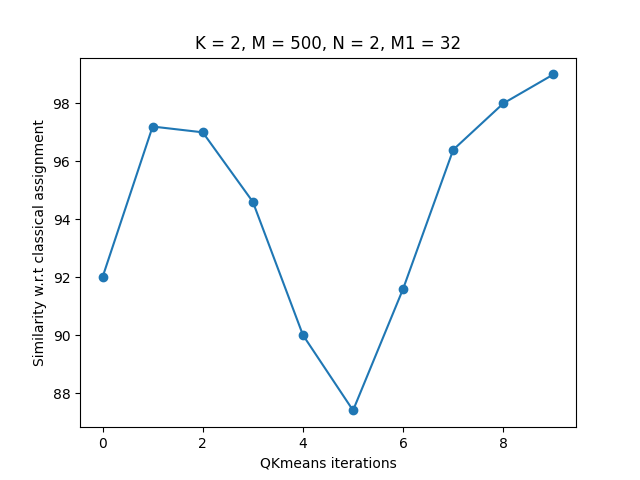 K = 2, M = 500, N = 2, M1 = 32
Similarity w.r.t classical assignment
98
96
94
92
90
88
0 2 4 6 8
QKmeans iterations